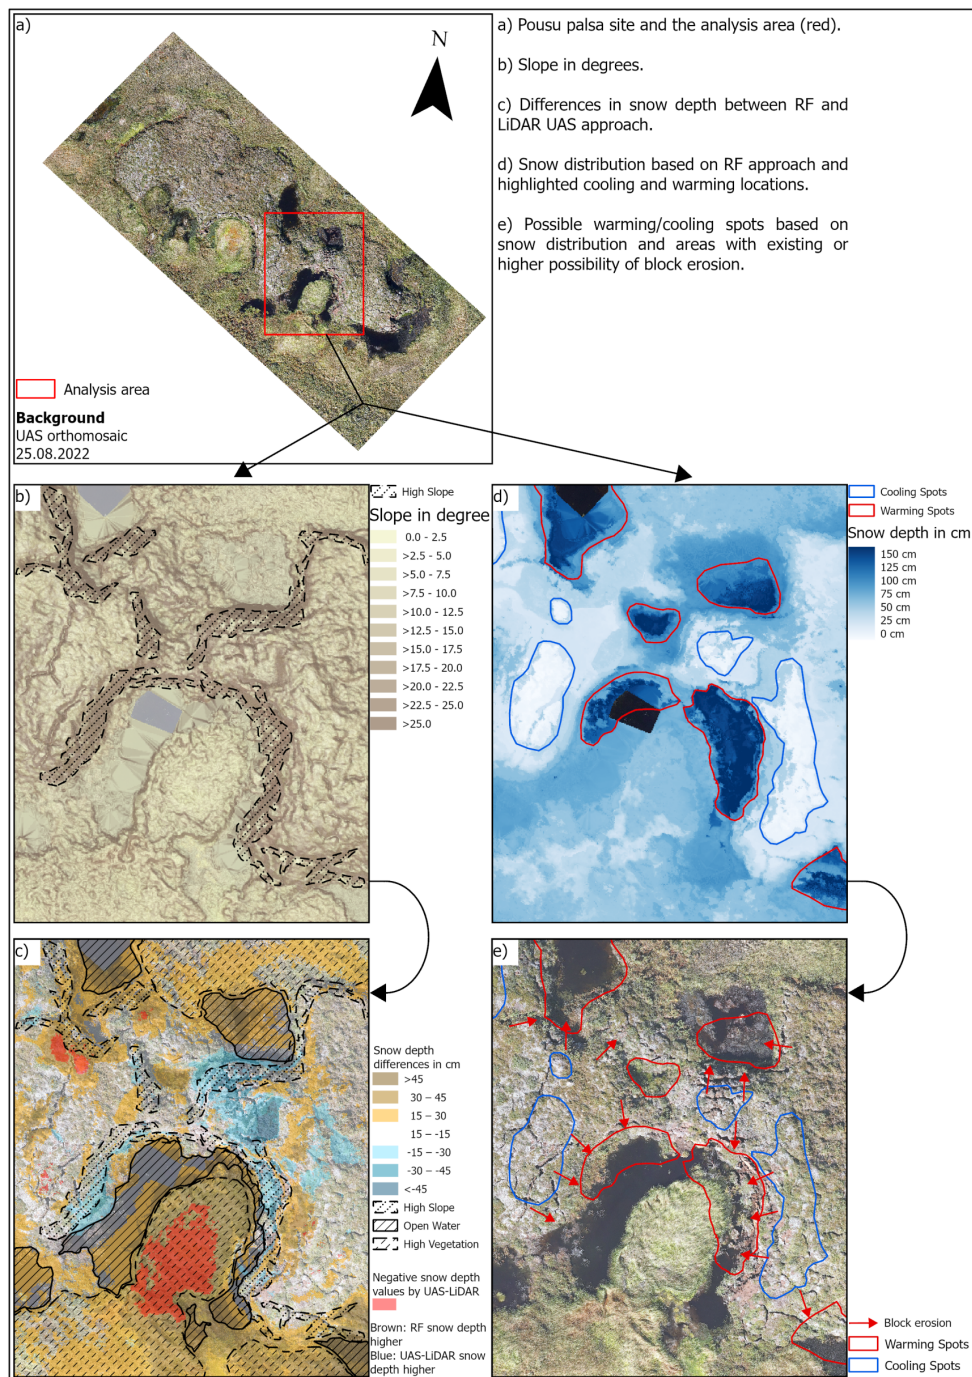 a)
N
Analysis area
Background
UAS orthomosaic
25.08.2022
a) Pousu palsa site and the analysis area (red).
b) Slope in degrees.
c) Differences in snow depth between RF and
LiDAR UAS approach.
d) Snow distribution based on RF approach and
highlighted cooling and warming locations.
e) Possible warming/cooling spots based on
snow distribution and areas with existing or
higher possibility of block erosion.
b)
High Slope
Slope in degree
0.0 - 2.5
>2.5 - 5.0
>5.0 - 7.5
>7.5 - 10.0
>10.0 - 12.5
>12.5 - 15.0
>15.0 - 17.5
>17.5 - 20.0
>20.0 - 22.5
>22.5 - 25.0
>25.0
d)
Cooling Spots
Warming Spots
Snow depth in cm
150 cm
125 cm
100 cm
75 cm
50 cm
25 cm
0 cm
c)
Snow depth
differences in cm
>45
30 – 45
15 – 30
15 – -15
-15 – -30
-30 – -45
<-45
High Slope
Open Water
High Vegetation
Negative snow depth
values by UAS-LiDAR
Brown: RF snow depth
higher
Blue: UAS-LiDAR snow
depth higher
e)
Block erosion
Warming Spots
Cooling Spots